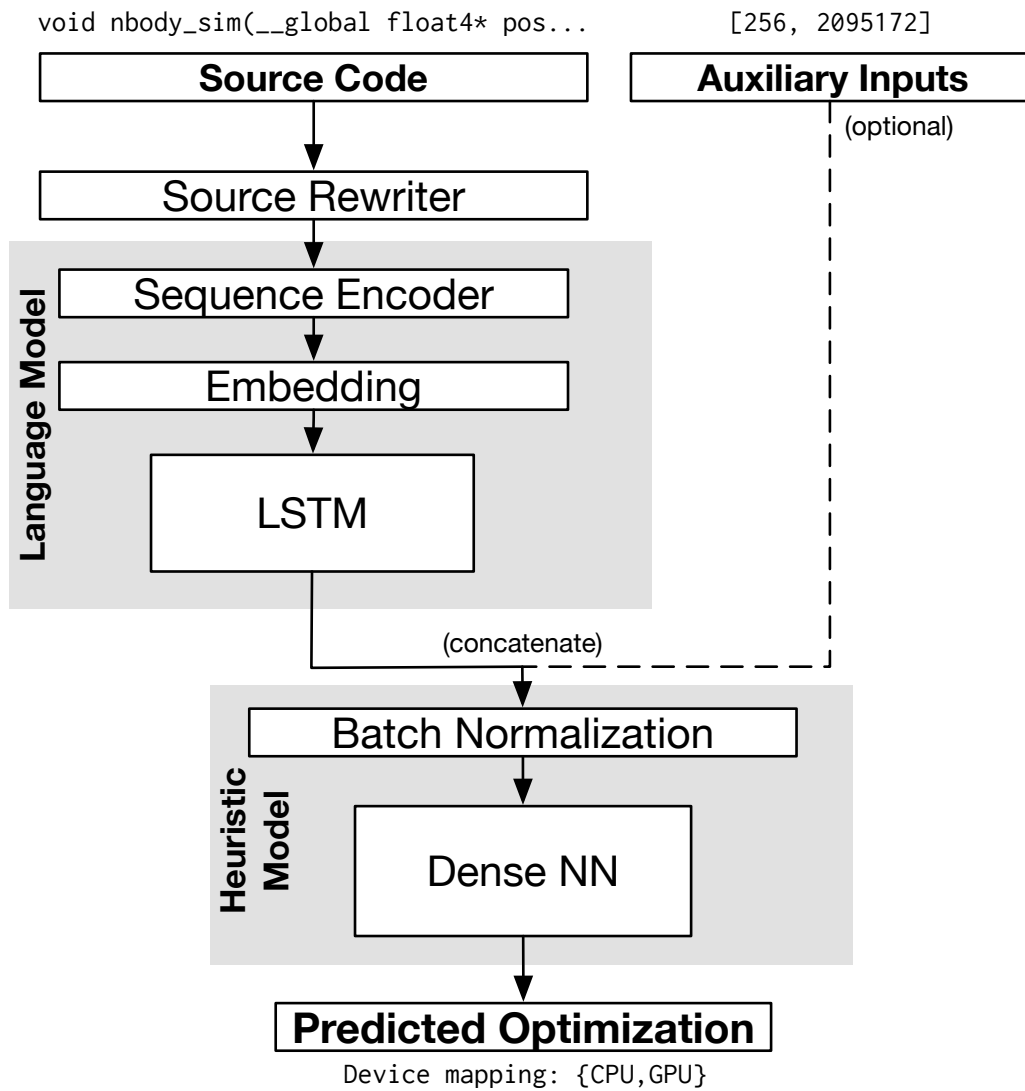 void nbody_sim(__global float4* pos...
[256, 2095172]
Source Code
Auxiliary Inputs
(optional)
Source Rewriter
Language Model
Sequence Encoder
Embedding
LSTM
(concatenate)
Heuristic
Model
Batch Normalization
Dense NN
Predicted Optimization
Device mapping: {CPU,GPU}